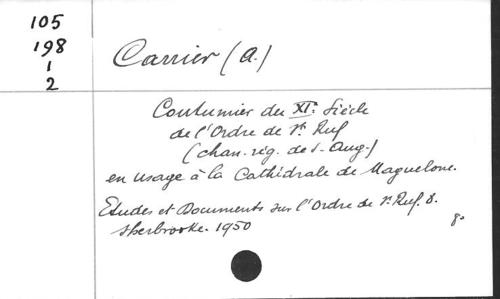 105
198
1
2
Carrier (A.)
Coutumier du XIe. Siècle
de l'Ordre de St. Ruf
(chan. rég. de S. Aug.)
en usage à la Cathédrale de Maguelone.
Etudes et Documents sur l'Ordre de St. Ruf. 8.
Sherbrooke. 1950
8°